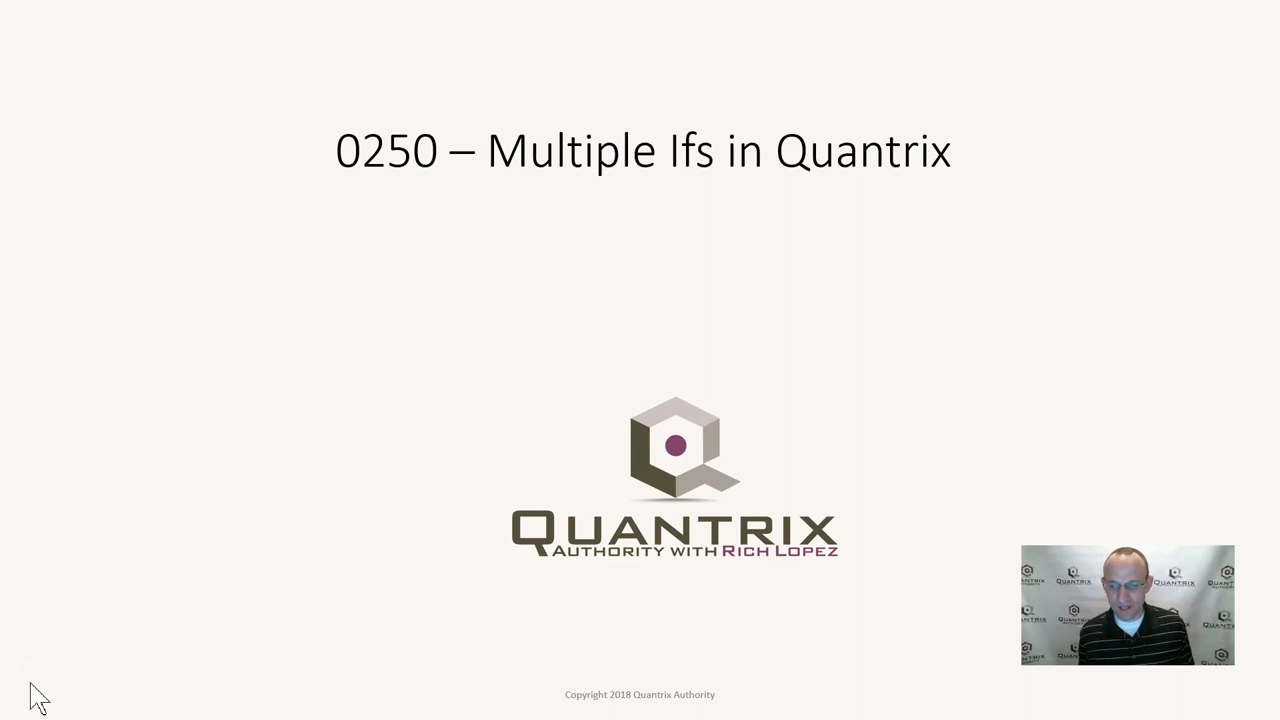 0250 – Multiple Ifs in Quantrix
QUANTRIX
AUTHORITY WITH RICH LOPEZ
Copyright 2018 Quantrix Authority